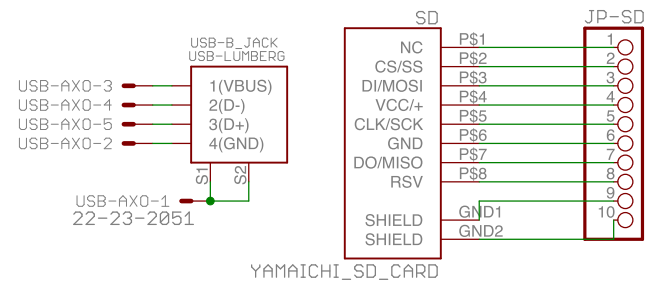 SD
JP-SD
USB-B_JACK
USB-LUMBERG
USB-AXO-3
USB-AXO-4
USB-AXO-5
USB-AXO-2
1(VBUS)
2(D-)
3(D+)
4(GND)
S1
S2
USB-AXO-1
22-23-2051
NC
CS/SS
DI/MOSI
VCC/+
CLK/SCK
GND
DO/MISO
RSV
SHIELD
SHIELD
P$1
P$2
P$3
P$4
P$5
P$6
P$7
P$8
GND1
GND2
1
2
3
4
5
6
7
8
9
10
YAMAICHI_SD_CARD